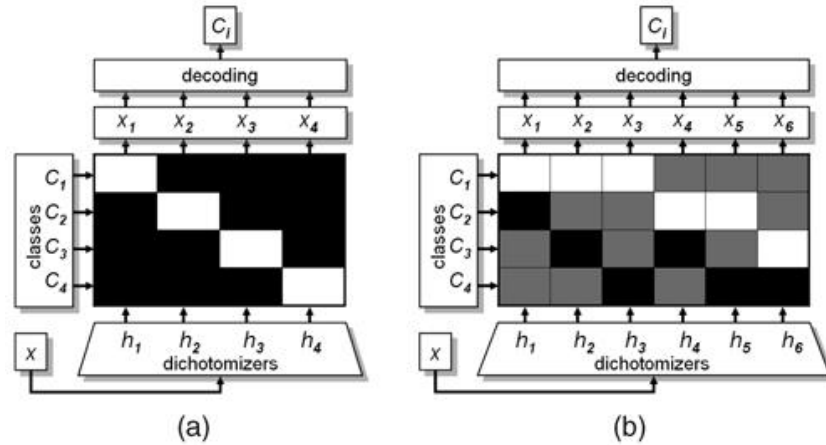 C_i
decoding
x_1 x_2 x_3 x_4
classes
C_1
C_2
C_3
C_4
x
h_1 h_2 h_3 h_4
dichotomizers
(a)
C_i
decoding
x_1 x_2 x_3 x_4 x_5 x_6
classes
C_1
C_2
C_3
C_4
x
h_1 h_2 h_3 h_4 h_5 h_6
dichotomizers
(b)